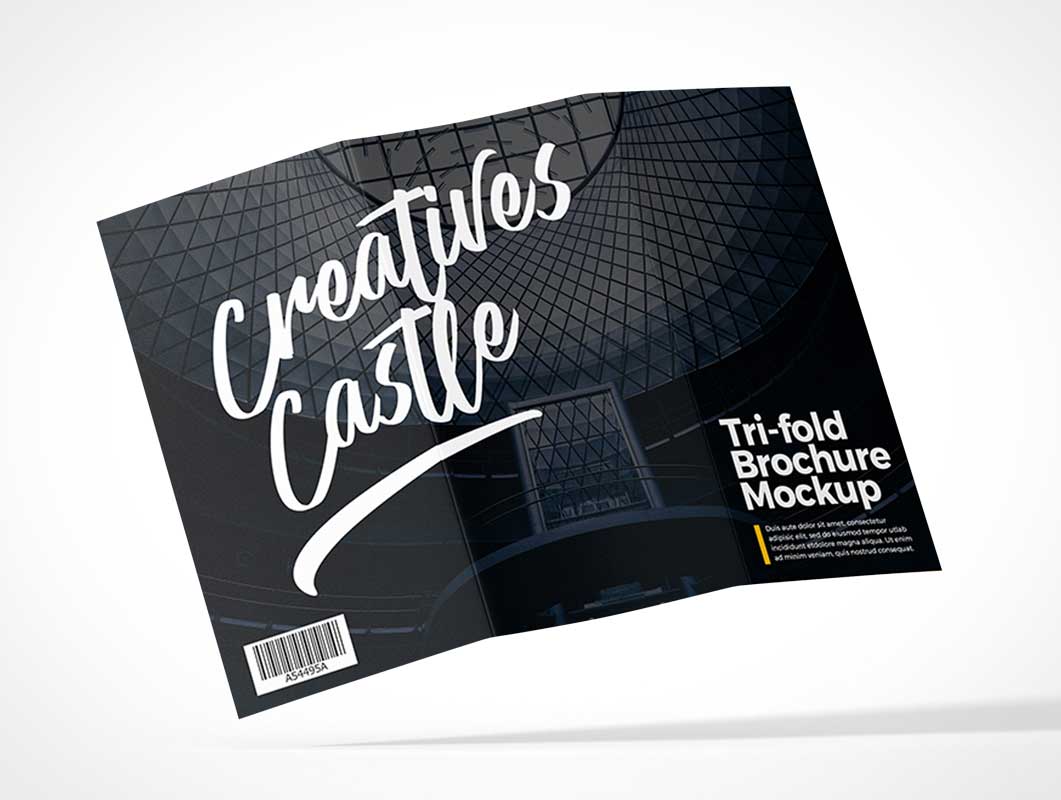 Creatives
Castle
Tri-fold
Brochure
Mockup
Duis aute dolor sit amet, consectetur
adipisic elit, sed do eiusmod tempor utlab
incididunt etdolore magna aliqua. Ut enim
ad minim veniam, quis nostrud consequat.
A54495A